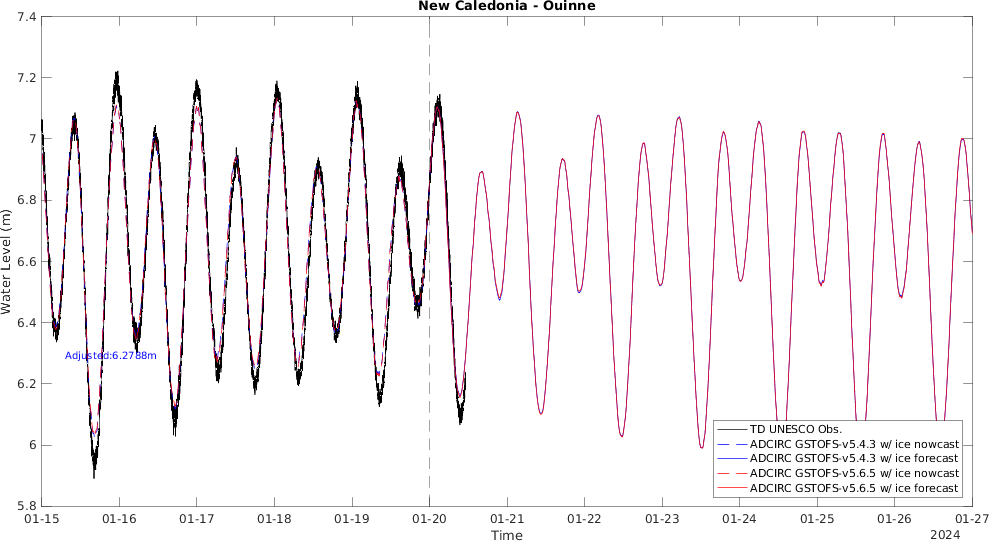 New Caledonia - Ouinne
7.4
7.2
7
6.8
6.6
6.4
6.2
6
5.8
Water Level (m)
Adjusted:6.2788m
TD UNESCO Obs.
ADCIRC GSTOFS-v5.4.3 w/ ice nowcast
ADCIRC GSTOFS-v5.4.3 w/ ice forecast
ADCIRC GSTOFS-v5.6.5 w/ ice nowcast
ADCIRC GSTOFS-v5.6.5 w/ ice forecast
01-15 01-16 01-17 01-18 01-19 01-20 01-21 01-22 01-23 01-24 01-25 01-26 01-27
Time
2024